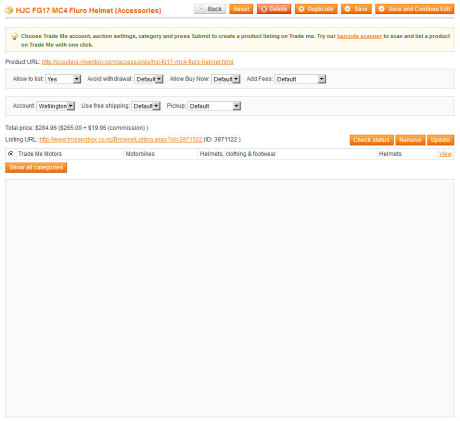 HJC FG17 MC4 Fluro Helmet (Accessories) Back Reset Delete Duplicate Save Save and Continue Edit
Choose Trade Me account, auction settings, category and press Submit to create a product listing on Trade me. Try our barcode scanner to scan and list a product
on Trade Me with one click.
Product URL: http://scooters.inventen.com/accessories/hjc-fg17-mc4-fluro-helmet.html
Allow to list: Yes Avoid withdrawal: Default Allow Buy Now: Default Add Fees: Default
Account: Wellington Use free shipping: Default Pickup: Default
Total price: $284.96 ($265.00 + $19.96 (commission) )
Listing URL: http://www.tmsandbox.co.nz/Browse/Listing.aspx?id=3971122 (ID: 3971122 ) Check status Remove Update
Trade Me Motors Motorbikes Helmets, clothing & footwear Helmets View
Show all categories